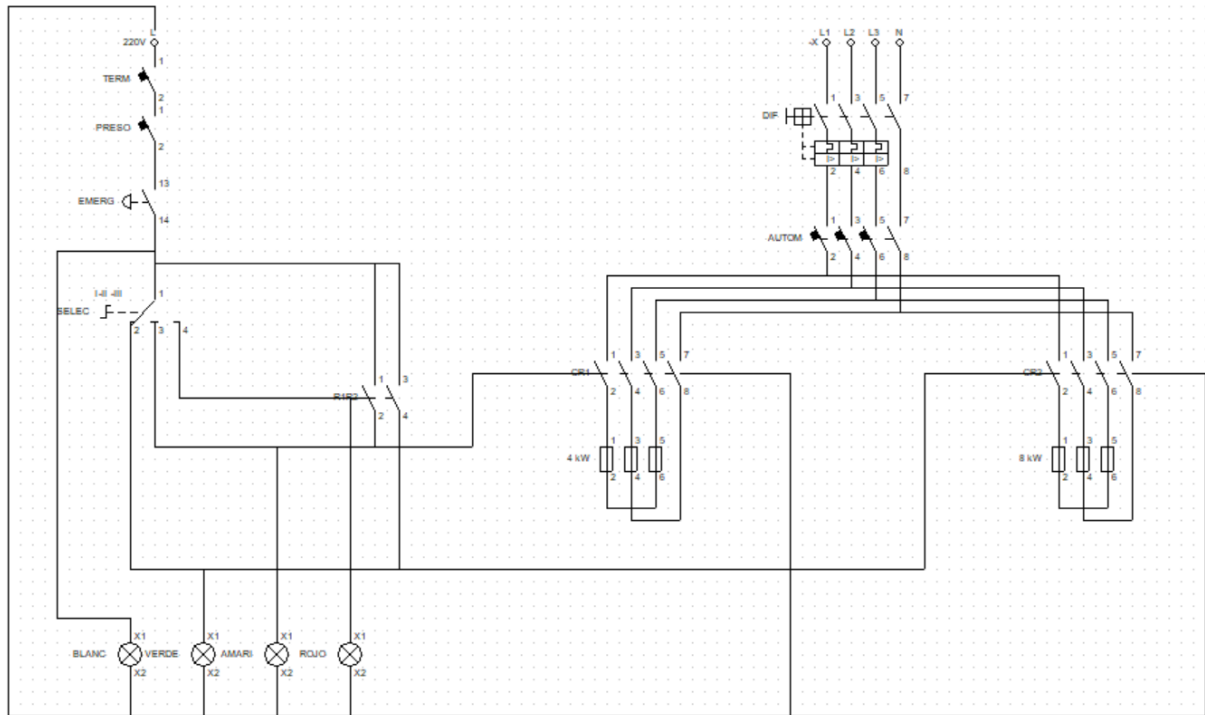 L
220V
1
TERM
2
1
PRESO
2
13
EMERG
14
I-II -III
1
SELEC
2 3 4
1 3
R1R2
2 4
-X L1 L2 L3 N
1 3 5 7
DIF
I> I> I>
2 4 6 8
1 3 5 7
AUTOM
2 4 6 8
1 3 5 7
CR1
2 4 6 8
1 3 5
4 kW
2 4 6
1 3 5 7
CR2
2 4 6 8
1 3 5
8 kW
2 4 6
X1 X1 X1 X1
BLANC VERDE AMARI ROJO
X2 X2 X2 X2